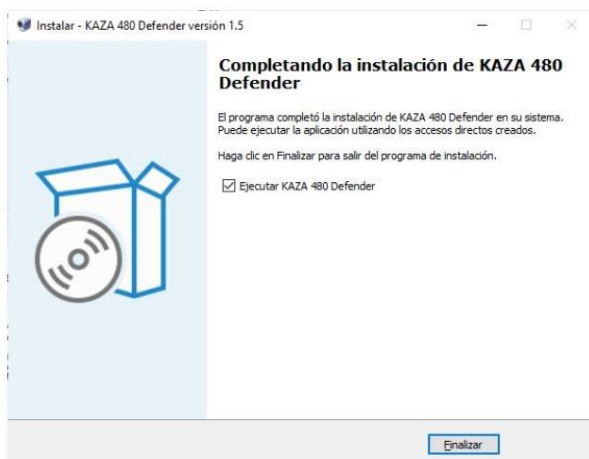 Instalar - KAZA 480 Defender versión 1.5
Completando la instalación de KAZA 480
Defender
El programa completó la instalación de KAZA 480 Defender en su sistema.
Puede ejecutar la aplicación utilizando los accesos directos creados.
Haga clic en Finalizar para salir del programa de instalación.
Ejecutar KAZA 480 Defender
Finalizar